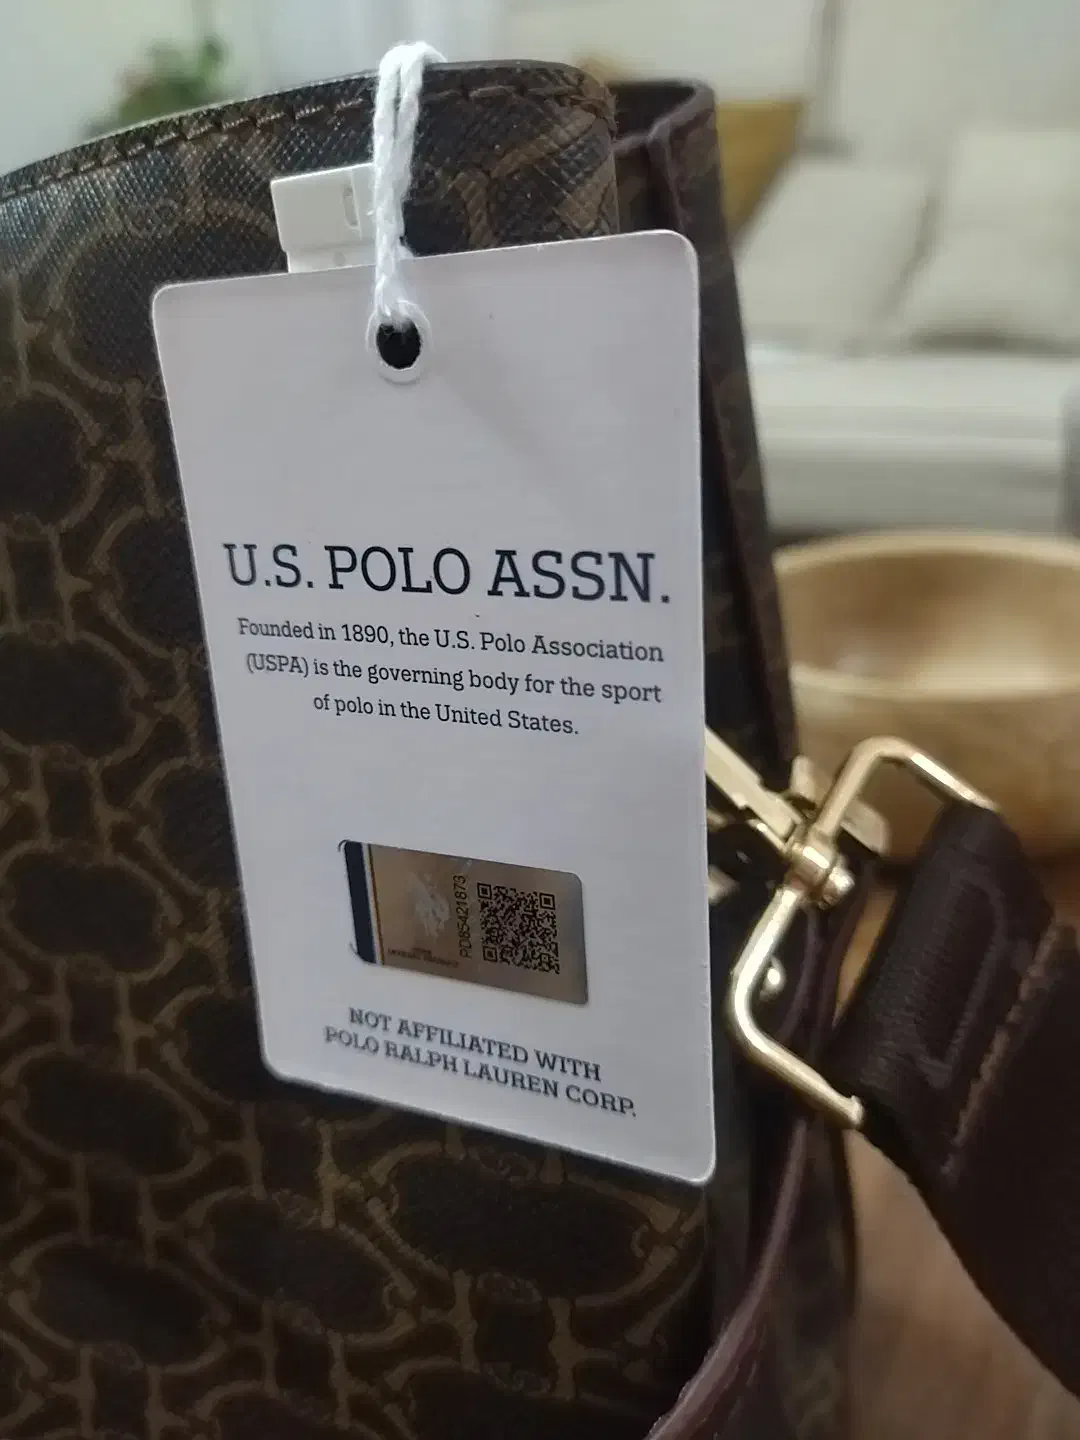 U.S. POLO ASSN.
Founded in 1890, the U.S. Polo Association
(USPA) is the governing body for the sport
of polo in the United States.
PD85421873
NOT AFFILIATED WITH
POLO RALPH LAUREN CORP.